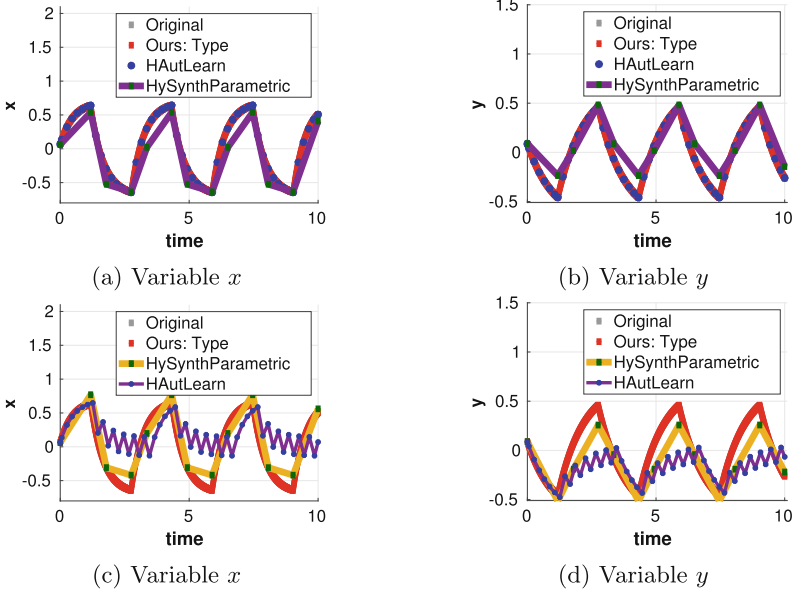 2
1.5
1
0.5
0
-0.5
x
0 5 10
time
Original
Ours: Type
HAutLearn
HySynthParametric
(a) Variable x
1.5
1
0.5
0
-0.5
y
0 5 10
time
Original
Ours: Type
HAutLearn
HySynthParametric
(b) Variable y
2
1.5
1
0.5
0
-0.5
x
0 5 10
time
Original
Ours: Type
HySynthParametric
HAutLearn
(c) Variable x
1.5
1
0.5
0
-0.5
y
0 5 10
time
Original
Ours: Type
HySynthParametric
HAutLearn
(d) Variable y